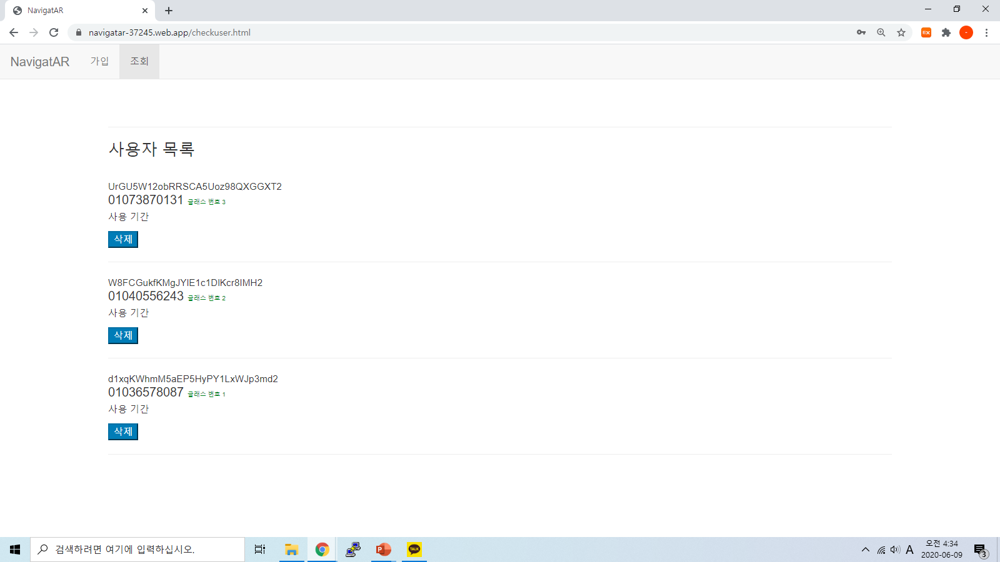 NavigatAR
navigatar-37245.web.app/checkuser.html
NavigatAR 가입 조회
사용자 목록
UrGU5W12obRRSCA5Uoz98QXGGXT2
01073870131 글래스 번호 3
사용 기간
삭제
W8FCGukfKMgJYIE1c1DlKcr8IMH2
01040556243 글래스 번호 2
사용 기간
삭제
d1xqKWhmM5aEP5HyPY1LxWJp3md2
01036578087 글래스 번호 1
사용 기간
삭제
검색하려면 여기에 입력하십시오.
TALK
A
오전 4:34
2020-06-09
3